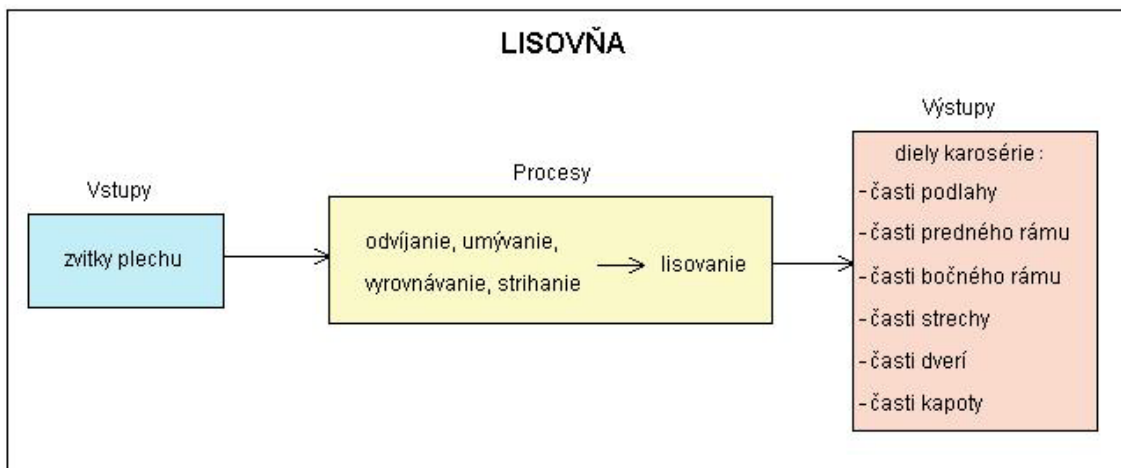 LISOVŇA
Vstupy
zvitky plechu
Procesy
odvíjanie, umývanie,
vyrovnávanie, strihanie
lisovanie
Výstupy
diely karosérie :
- časti podlahy
- časti predného rámu
- časti bočného rámu
- časti strechy
- časti dverí
- časti kapoty